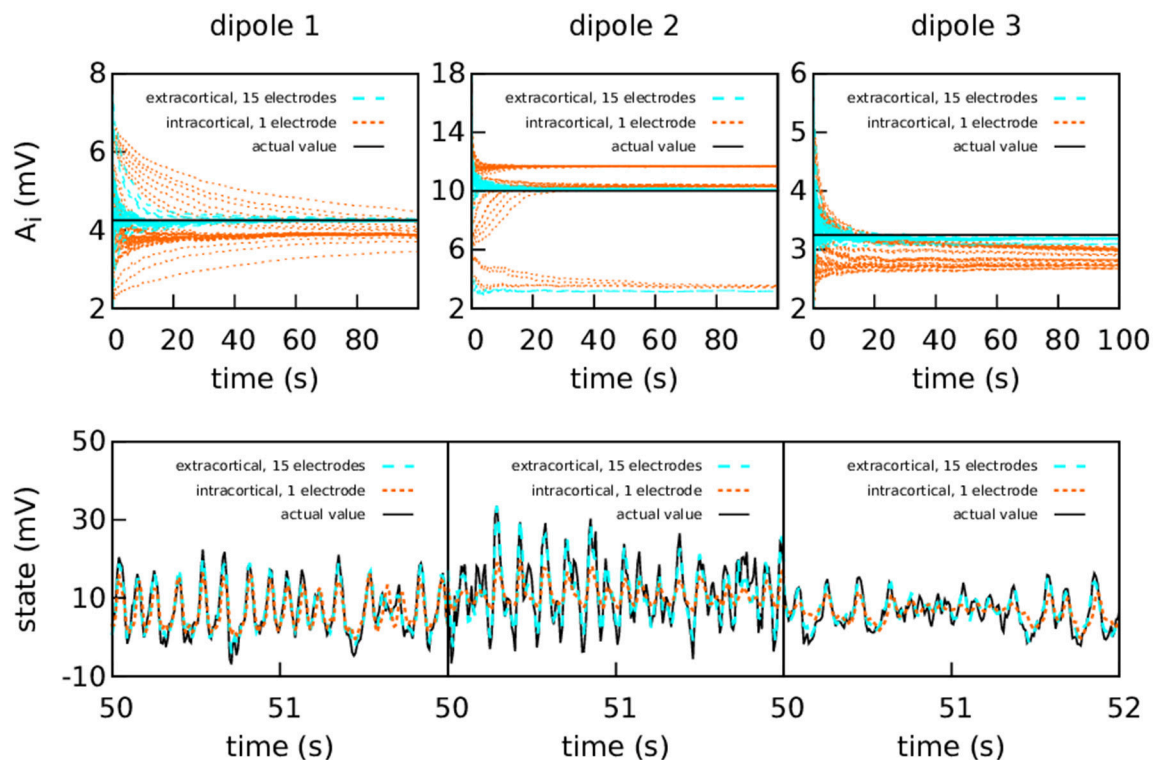 dipole 1
dipole 2
dipole 3
A_i (mV)
8
6
4
2
extracortical, 15 electrodes
intracortical, 1 electrode
actual value
0 20 40 60 80
time (s)
18
14
10
6
2
extracortical, 15 electrodes
intracortical, 1 electrode
actual value
0 20 40 60 80
time (s)
6
5
4
3
2
extracortical, 15 electrodes
intracortical, 1 electrode
actual value
0 20 40 60 80 100
time (s)
state (mV)
50
30
10
-10
extracortical, 15 electrodes
intracortical, 1 electrode
actual value
extracortical, 15 electrodes
intracortical, 1 electrode
actual value
extracortical, 15 electrodes
intracortical, 1 electrode
actual value
50 51 50 51 50 51 52
time (s)
time (s)
time (s)